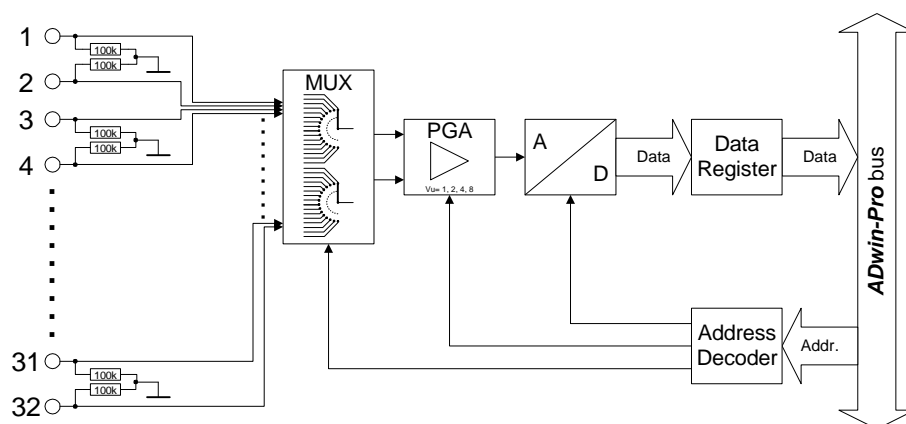 1
100k
100k
2
3
100k
100k
4
31
100k
100k
32
MUX
PGA
Vu= 1, 2, 4, 8
A
D
Data
Data
Register
Data
Address
Decoder
Addr.
ADwin-Pro bus